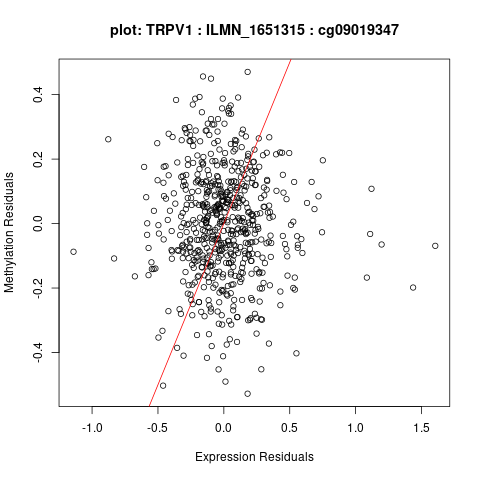 plot: TRPV1 : ILMN_1651315 : cg09019347
Methylation Residuals
0.4
0.2
0.0
-0.2
-0.4
-1.0 -0.5 0.0 0.5 1.0 1.5
Expression Residuals